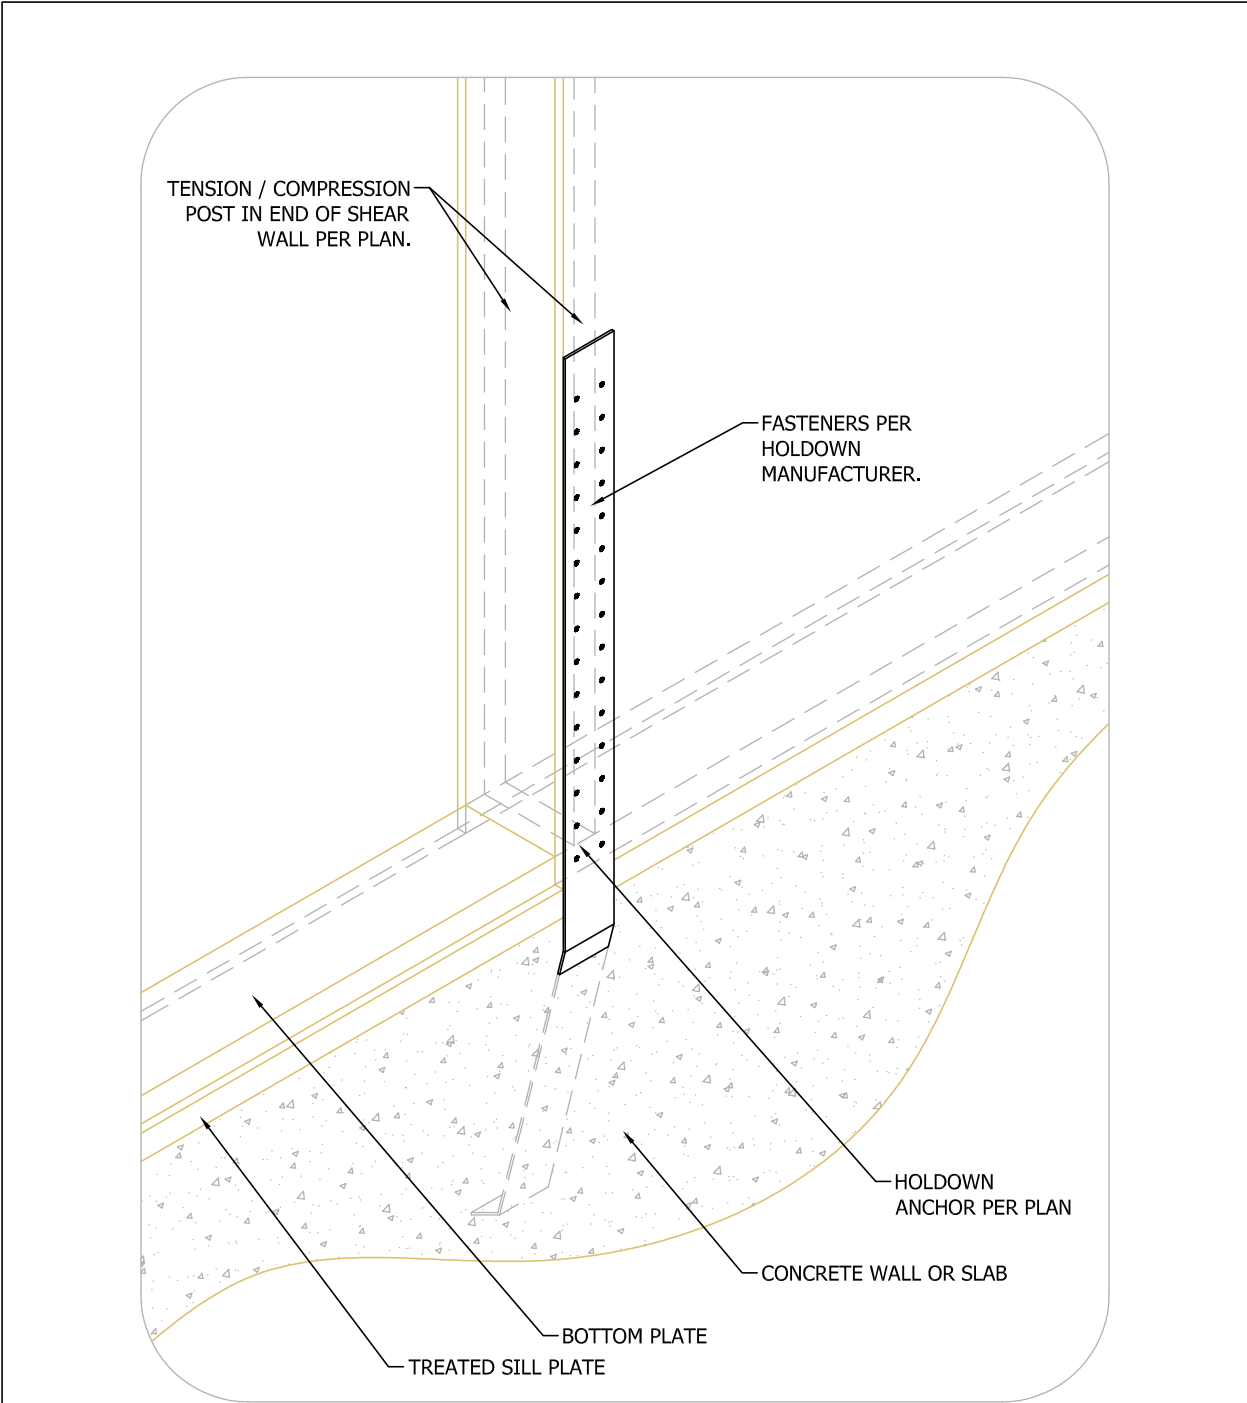 TENSION / COMPRESSION
POST IN END OF SHEAR
WALL PER PLAN.
FASTENERS PER
HOLDOWN
MANUFACTURER.
HOLDOWN
ANCHOR PER PLAN
CONCRETE WALL OR SLAB
BOTTOM PLATE
TREATED SILL PLATE